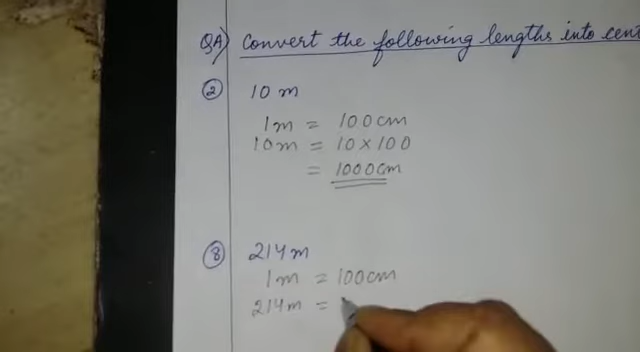 QA) Convert the following lengths into cent
② 10 m
1m = 100cm
10m = 10 × 100
= 1000cm
⑧ 214m
1m = 100cm
214m =